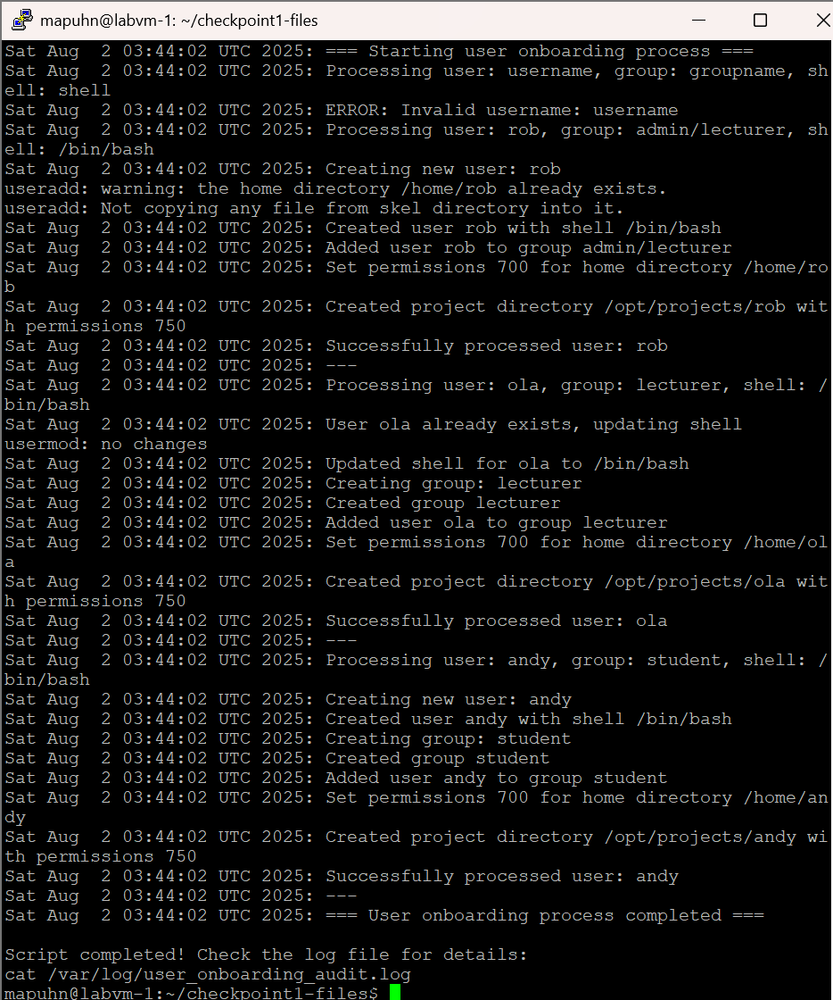 mapuhn@labvm-1: ~/checkpoint1-files
Sat Aug  2 03:44:02 UTC 2025: === Starting user onboarding process ===
Sat Aug  2 03:44:02 UTC 2025: Processing user: username, group: groupname, sh
ell: shell
Sat Aug  2 03:44:02 UTC 2025: ERROR: Invalid username: username
Sat Aug  2 03:44:02 UTC 2025: Processing user: rob, group: admin/lecturer, sh
ell: /bin/bash
Sat Aug  2 03:44:02 UTC 2025: Creating new user: rob
useradd: warning: the home directory /home/rob already exists.
useradd: Not copying any file from skel directory into it.
Sat Aug  2 03:44:02 UTC 2025: Created user rob with shell /bin/bash
Sat Aug  2 03:44:02 UTC 2025: Added user rob to group admin/lecturer
Sat Aug  2 03:44:02 UTC 2025: Set permissions 700 for home directory /home/ro
b
Sat Aug  2 03:44:02 UTC 2025: Created project directory /opt/projects/rob wit
h permissions 750
Sat Aug  2 03:44:02 UTC 2025: Successfully processed user: rob
Sat Aug  2 03:44:02 UTC 2025: ---
Sat Aug  2 03:44:02 UTC 2025: Processing user: ola, group: lecturer, shell: /
bin/bash
Sat Aug  2 03:44:02 UTC 2025: User ola already exists, updating shell
usermod: no changes
Sat Aug  2 03:44:02 UTC 2025: Updated shell for ola to /bin/bash
Sat Aug  2 03:44:02 UTC 2025: Creating group: lecturer
Sat Aug  2 03:44:02 UTC 2025: Created group lecturer
Sat Aug  2 03:44:02 UTC 2025: Added user ola to group lecturer
Sat Aug  2 03:44:02 UTC 2025: Set permissions 700 for home directory /home/ol
a
Sat Aug  2 03:44:02 UTC 2025: Created project directory /opt/projects/ola wit
h permissions 750
Sat Aug  2 03:44:02 UTC 2025: Successfully processed user: ola
Sat Aug  2 03:44:02 UTC 2025: ---
Sat Aug  2 03:44:02 UTC 2025: Processing user: andy, group: student, shell: /
bin/bash
Sat Aug  2 03:44:02 UTC 2025: Creating new user: andy
Sat Aug  2 03:44:02 UTC 2025: Created user andy with shell /bin/bash
Sat Aug  2 03:44:02 UTC 2025: Creating group: student
Sat Aug  2 03:44:02 UTC 2025: Created group student
Sat Aug  2 03:44:02 UTC 2025: Added user andy to group student
Sat Aug  2 03:44:02 UTC 2025: Set permissions 700 for home directory /home/an
dy
Sat Aug  2 03:44:02 UTC 2025: Created project directory /opt/projects/andy wi
th permissions 750
Sat Aug  2 03:44:02 UTC 2025: Successfully processed user: andy
Sat Aug  2 03:44:02 UTC 2025: ---
Sat Aug  2 03:44:02 UTC 2025: === User onboarding process completed ===
Script completed! Check the log file for details:
cat /var/log/user_onboarding_audit.log
mapuhn@labvm-1:~/checkpoint1-files$